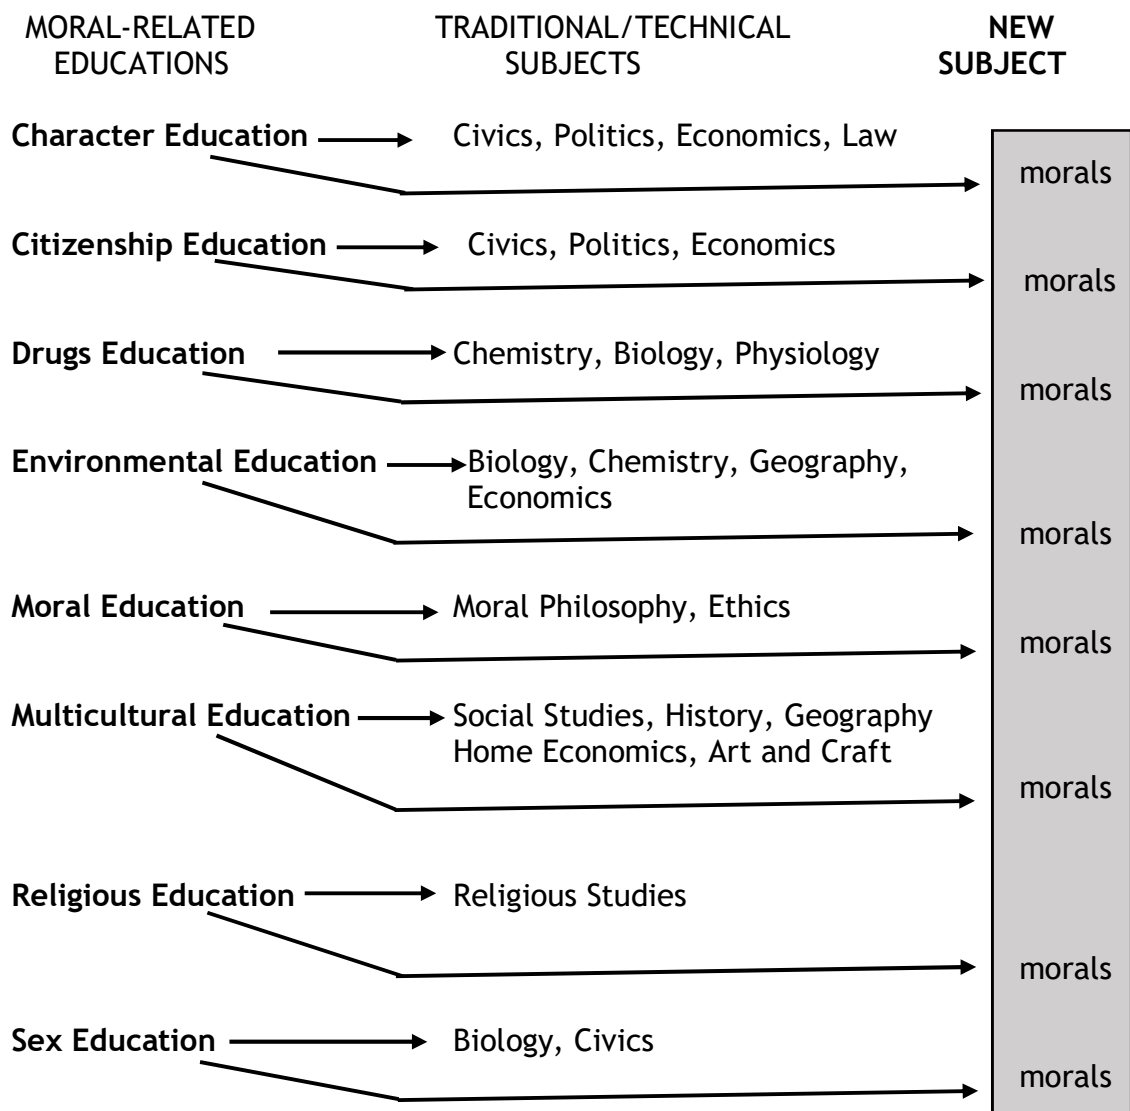 MORAL-RELATED TRADITIONAL/TECHNICAL NEW
EDUCATIONS SUBJECTS SUBJECT
Character Education Civics, Politics, Economics, Law
morals
Citizenship Education Civics, Politics, Economics
morals
Drugs Education Chemistry, Biology, Physiology
morals
Environmental Education Biology, Chemistry, Geography,
Economics
morals
Moral Education Moral Philosophy, Ethics
morals
Multicultural Education Social Studies, History, Geography
Home Economics, Art and Craft
morals
Religious Education Religious Studies
morals
Sex Education Biology, Civics
morals